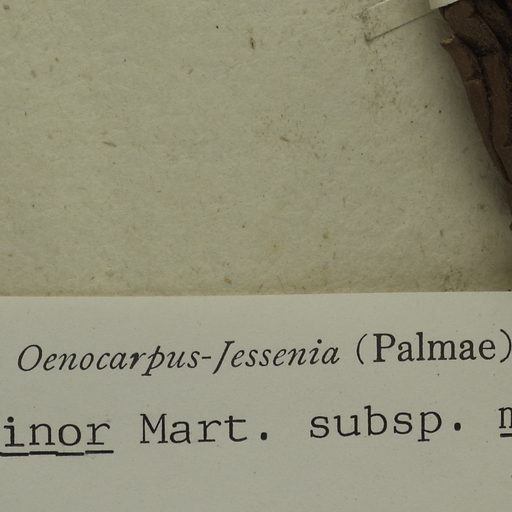 Oenocarpus-Jessenia (Palmae)
inor Mart. subsp.